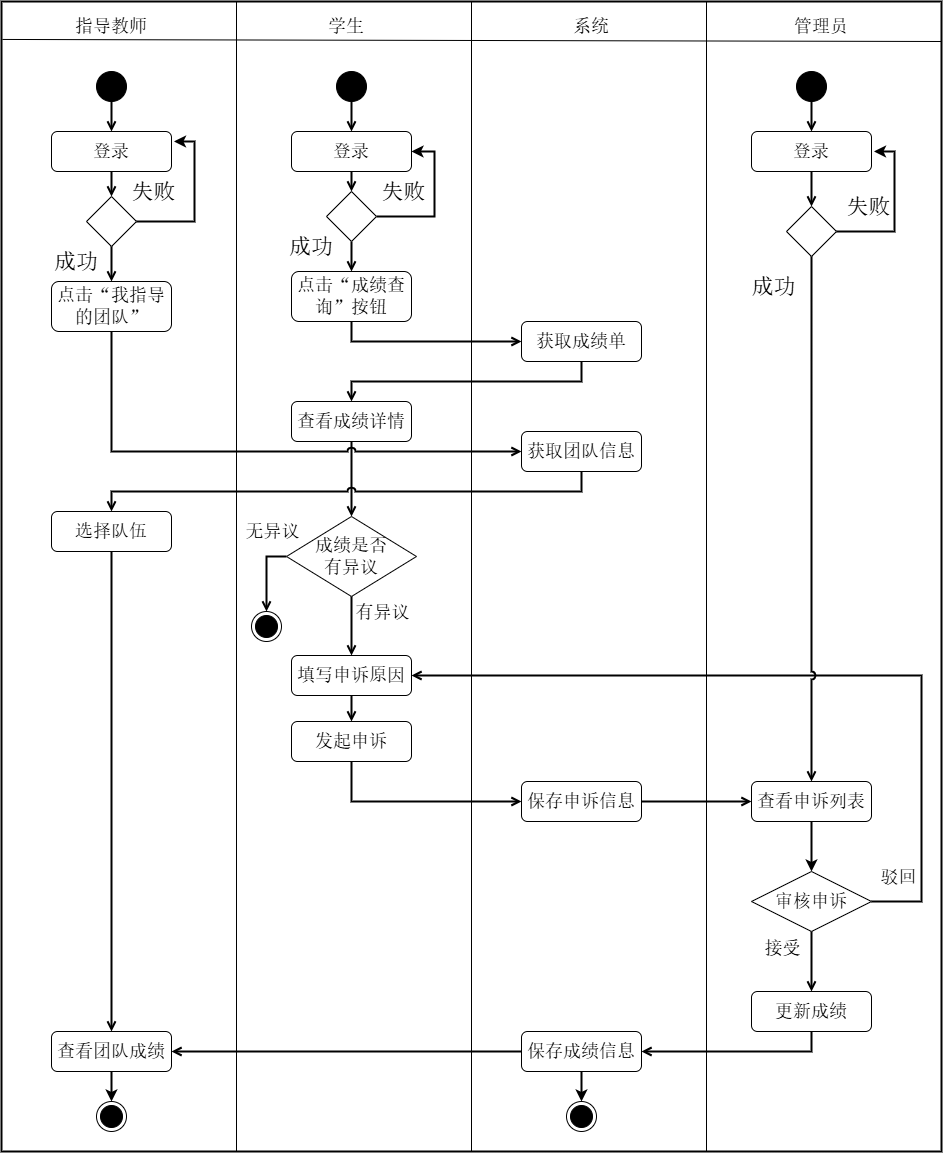 指导教师
学生
系统
管理员
登录
登录
登录
失败
失败
失败
成功
成功
成功
点击“我指导
的团队”
点击“成绩查
询”按钮
获取成绩单
查看成绩详情
获取团队信息
选择队伍
无异议
成绩是否
有异议
有异议
填写申诉原因
发起申诉
保存申诉信息
查看申诉列表
驳回
审核申诉
接受
更新成绩
查看团队成绩
保存成绩信息